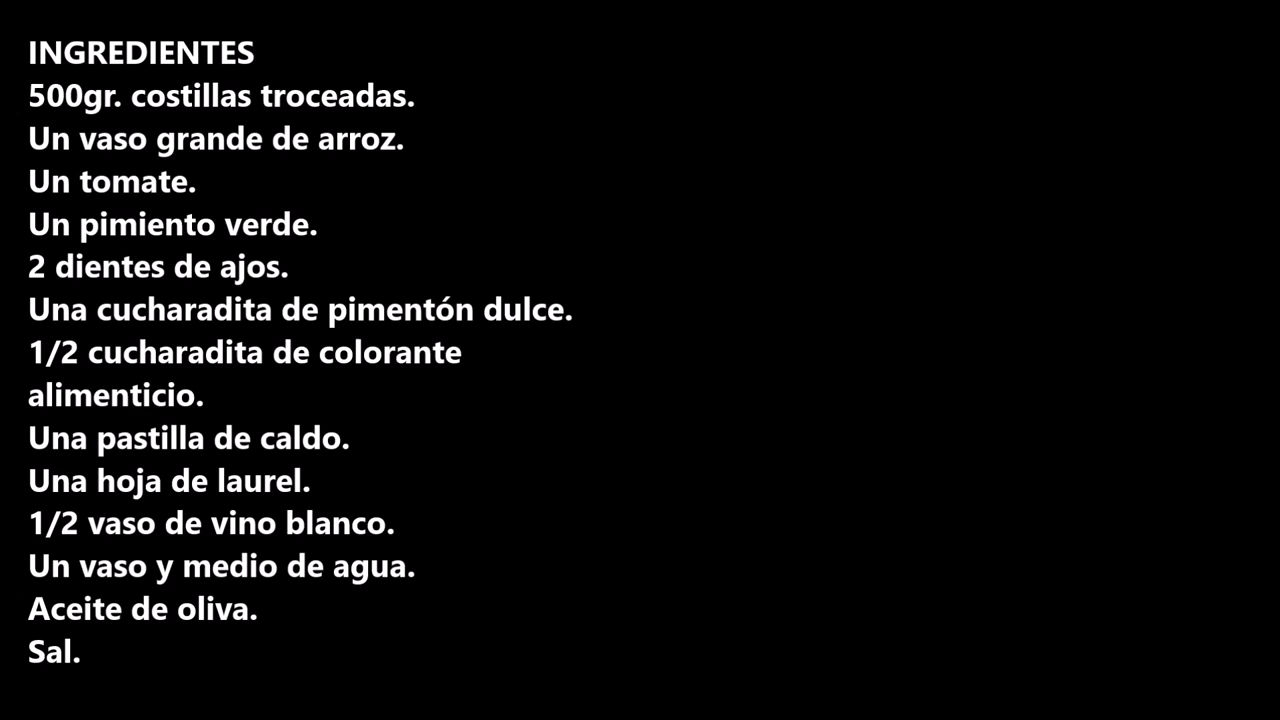 INGREDIENTES
500gr. costillas troceadas.
Un vaso grande de arroz.
Un tomate.
Un pimiento verde.
2 dientes de ajos.
Una cucharadita de pimentón dulce.
1/2 cucharadita de colorante
alimenticio.
Una pastilla de caldo.
Una hoja de laurel.
1/2 vaso de vino blanco.
Un vaso y medio de agua.
Aceite de oliva.
Sal.